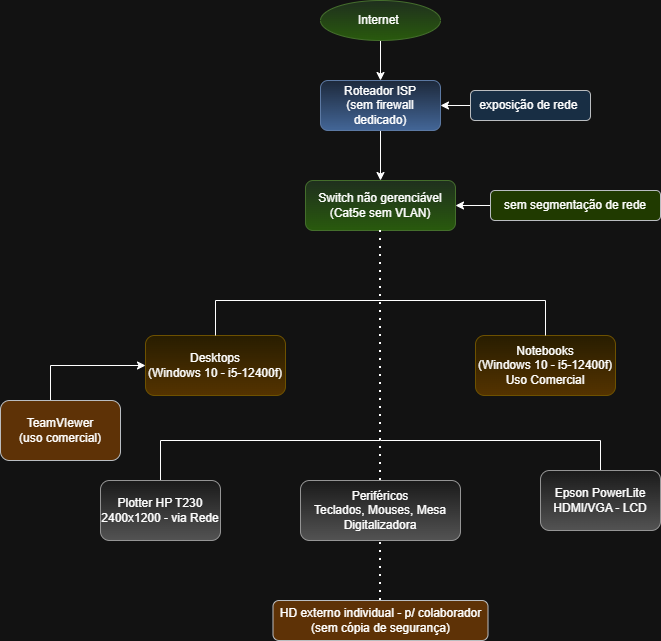 Internet
Roteador ISP
(sem firewall
dedicado)
exposição de rede
Switch não gerenciável
(Cat5e sem VLAN)
sem segmentação de rede
Desktops
(Windows 10 - i5-12400f)
Notebooks
(Windows 10 - i5-12400f)
Uso Comercial
TeamVIewer
(uso comercial)
Plotter HP T230
2400x1200 - via Rede
Periféricos
Teclados, Mouses, Mesa
Digitalizadora
Epson PowerLite
HDMI/VGA - LCD
HD externo individual - p/ colaborador
(sem cópia de segurança)